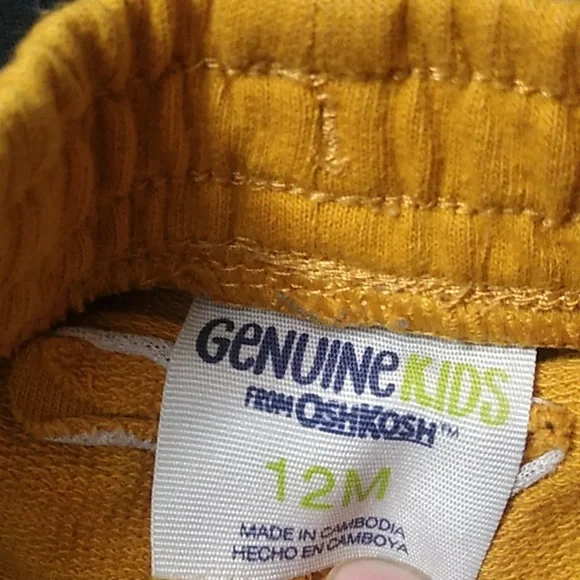 GENUINE KIDS
FROM OSHKOSH™
12M
MADE IN CAMBODIA
HECHO EN CAMBOYA